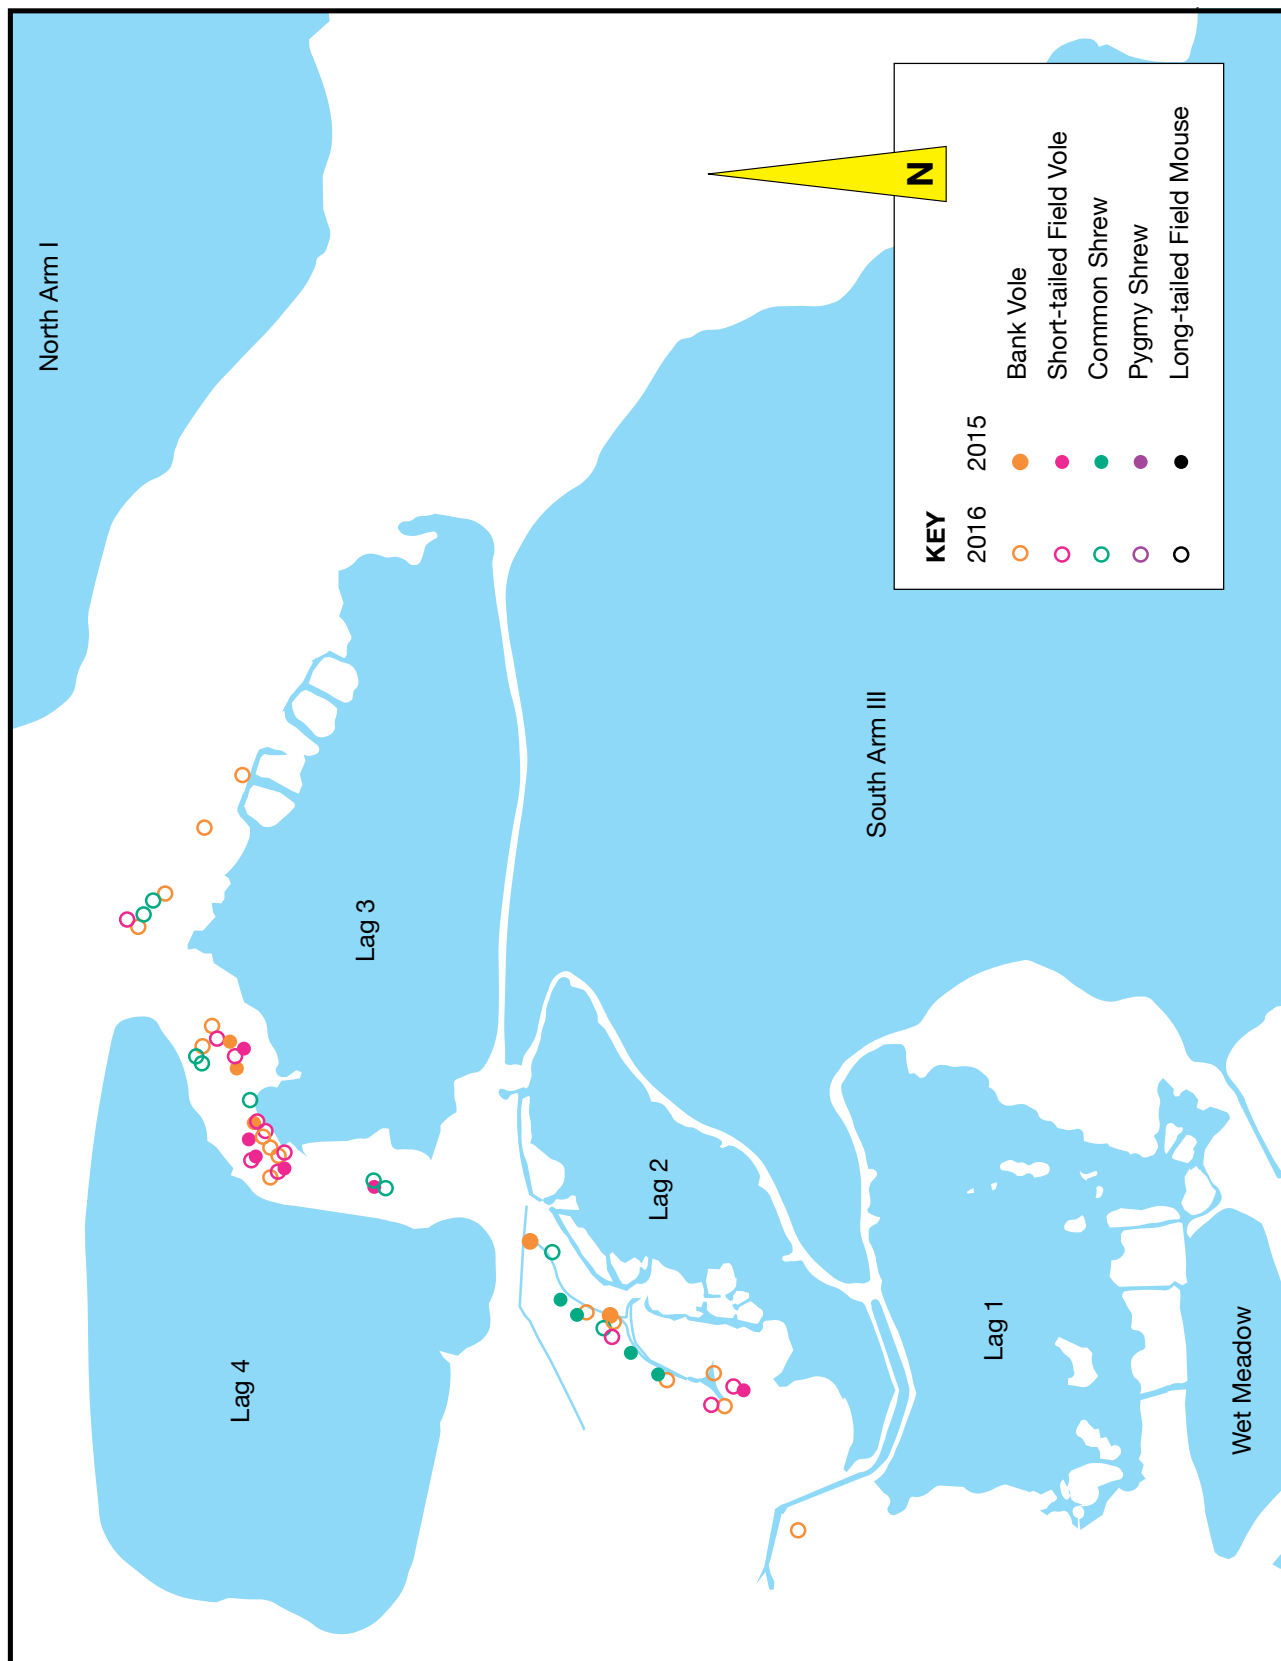 North Arm I
Lag 3
Lag 4
Lag 2
South Arm III
Lag 1
Wet Meadow
N
KEY
2016 2015
Bank Vole
Short-tailed Field Vole
Common Shrew
Pygmy Shrew
Long-tailed Field Mouse